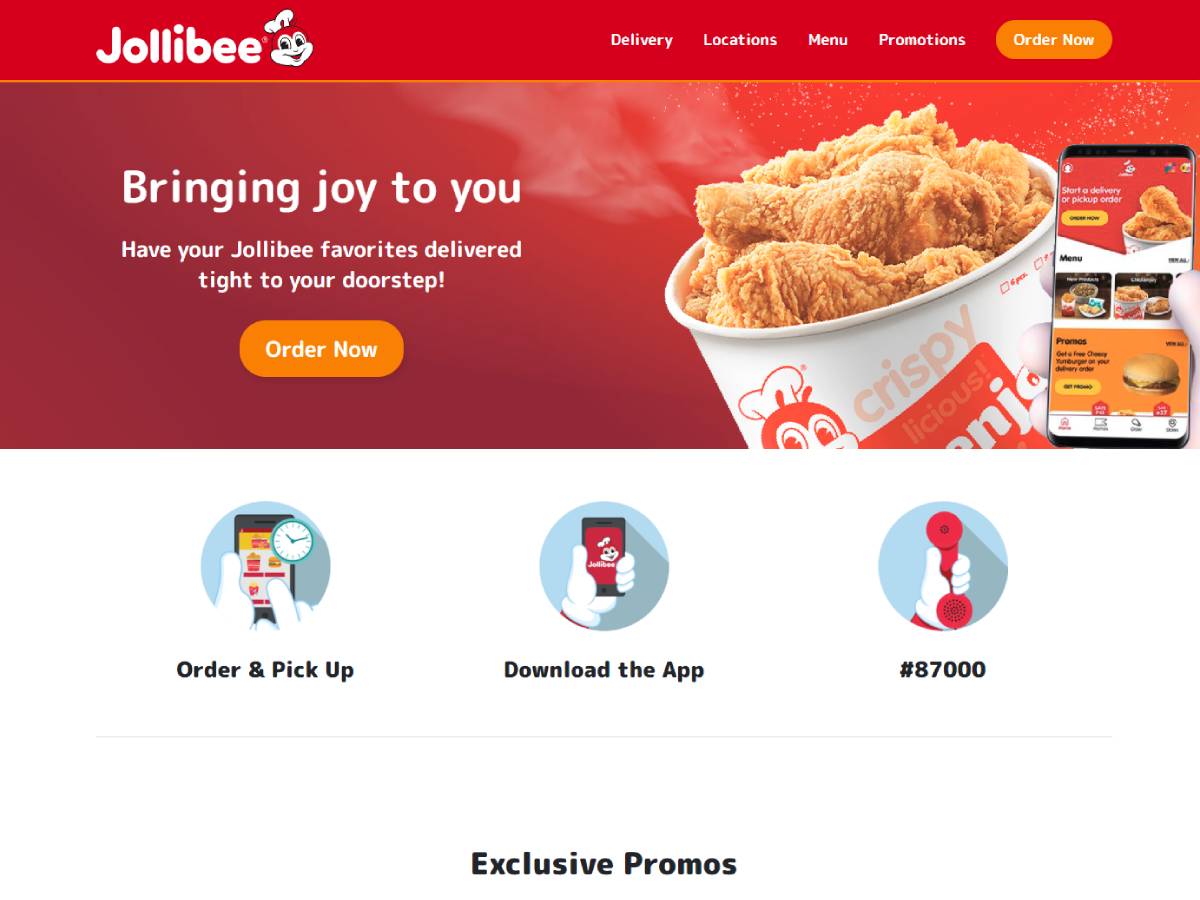 Jollibee
Delivery
Locations
Menu
Promotions
Order Now
Bringing joy to you
Have your Jollibee favorites delivered
tight to your doorstep!
Order Now
crispy
licious!
enjo
6 pcs.
Start a delivery
or pickup order
ORDER NOW
Menu
VIEW ALL
New Products
Promos
VIEW ALL
Get a Free Cheesy
Yumburger on your
delivery order
GET PROMO
Jollibee
Order & Pick Up
Download the App
#87000
Exclusive Promos